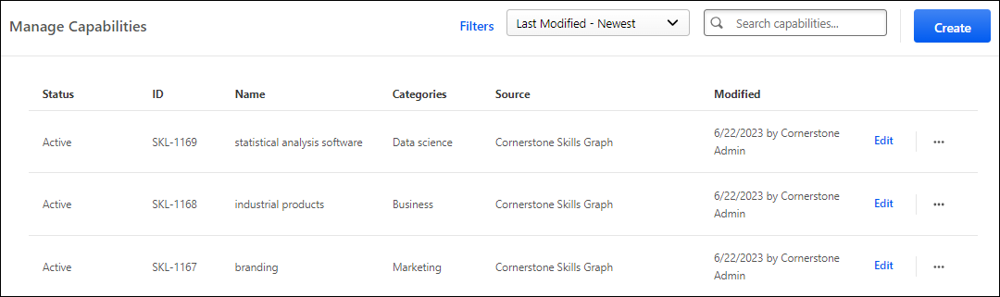 Manage Capabilities
Filters
Last Modified - Newest
Search capabilities...
Create
Status ID Name Categories Source Modified
Active SKL-1169 statistical analysis software Data science Cornerstone Skills Graph 6/22/2023 by Cornerstone Admin Edit ...
Active SKL-1168 industrial products Business Cornerstone Skills Graph 6/22/2023 by Cornerstone Admin Edit ...
Active SKL-1167 branding Marketing Cornerstone Skills Graph 6/22/2023 by Cornerstone Admin Edit ...